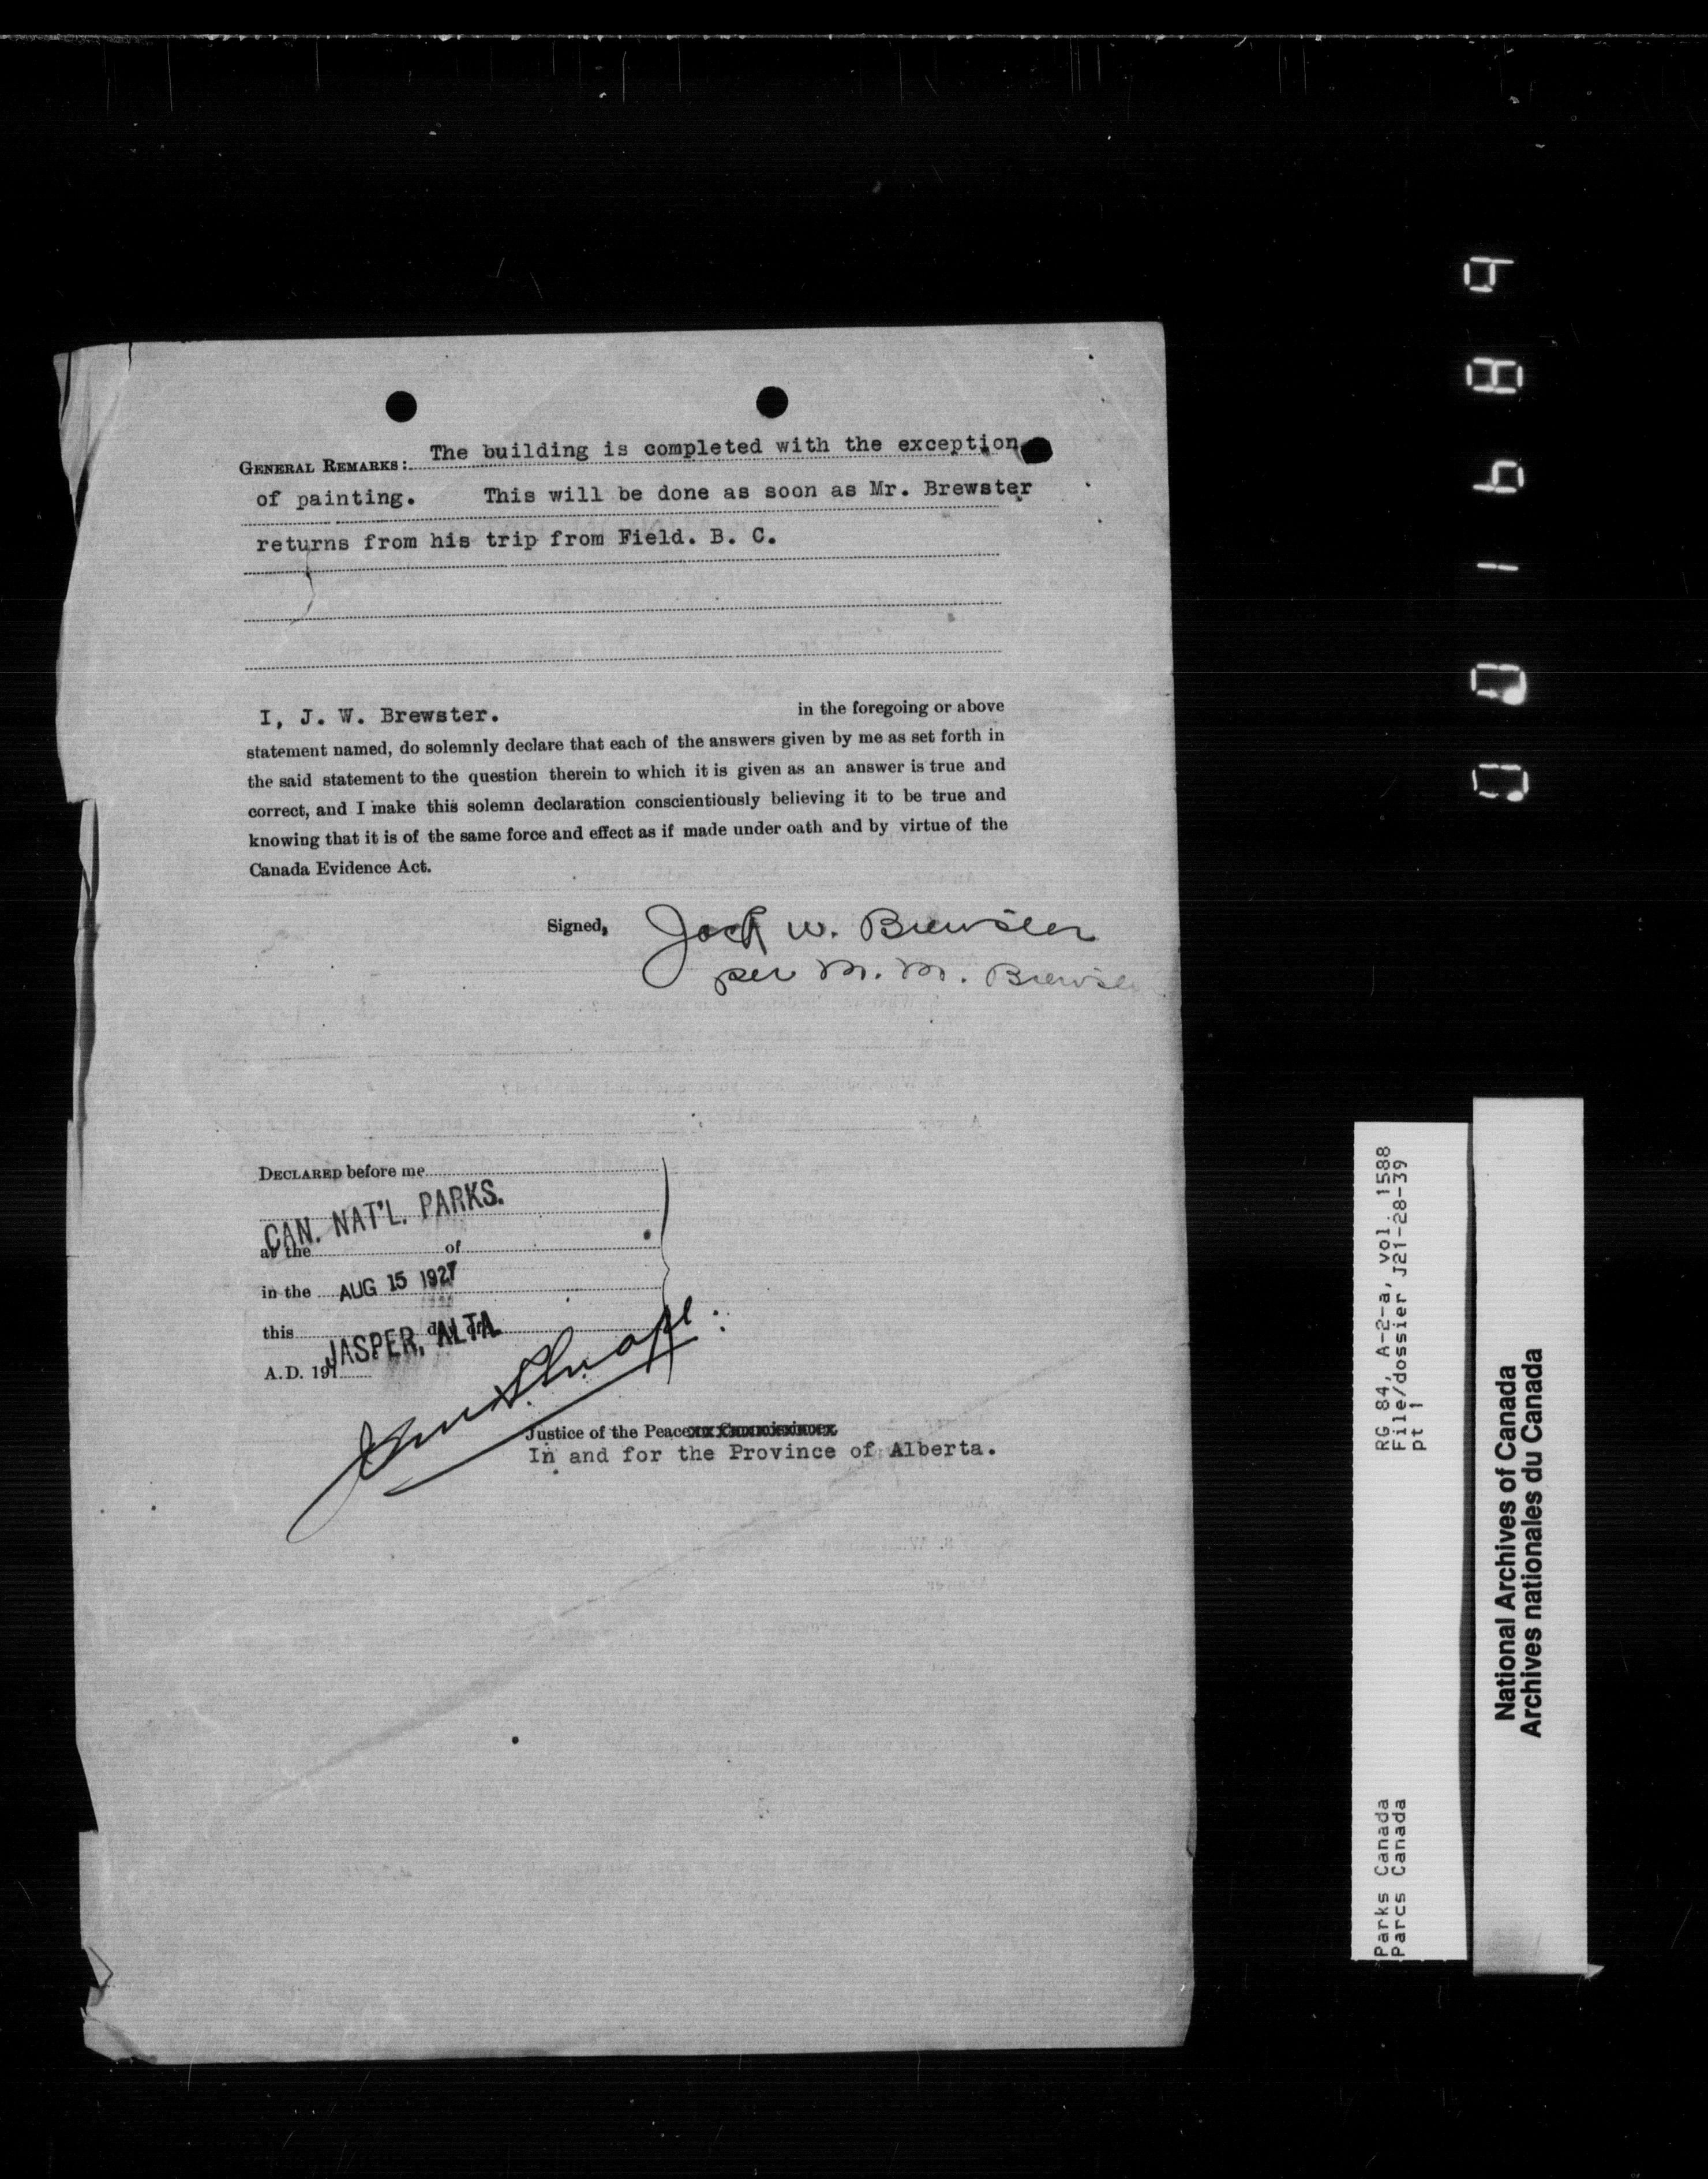 GENERAL REMARKS: The building is completed with the exception
of painting. This will be done as soon as Mr. Brewster
returns from his trip from Field. B. C.
I, J. W. Brewster. in the foregoing or above
statement named, do solemnly declare that each of the answers given by me as set forth in
the said statement to the question therein to which it is given as an answer is true and
correct, and I make this solemn declaration conscientiously believing it to be true and
knowing that it is of the same force and effect as if made under oath and by virtue of the
Canada Evidence Act.
Signed, Jack W. Brewster
per M. M. Brewster
DECLARED before me
CAN. NAT'L. PARKS.
at the of
in the AUG 15 1927
this day of
JASPER, ALTA.
A.D. 191
Justice of the Peace
In and for the Province of Alberta.
RG 84, A-2-a, vol. 1588
File/dossier J21-28-39
pt 1
Parks Canada
Parcs Canada
National Archives of Canada
Archives nationales du Canada